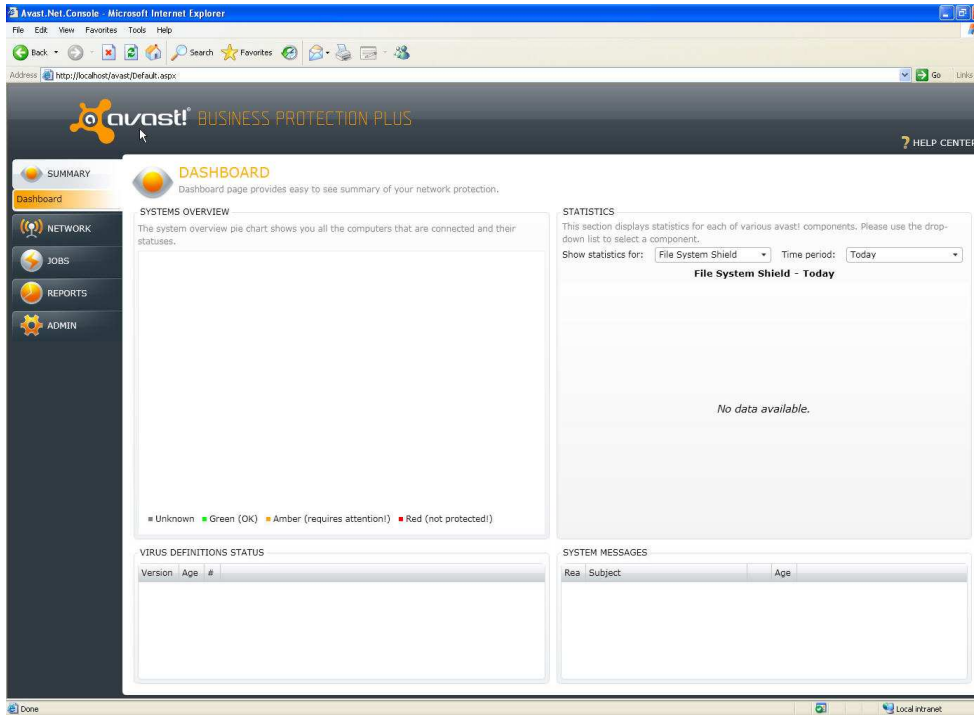 Avast.Net.Console - Microsoft Internet Explorer
File Edit View Favorites Tools Help
Back Search Favorites
Address http://localhost/avast/Default.aspx Go Links
avast! BUSINESS PROTECTION PLUS
HELP CENTER
SUMMARY
Dashboard
NETWORK
JOBS
REPORTS
ADMIN
DASHBOARD
Dashboard page provides easy to see summary of your network protection.
SYSTEMS OVERVIEW
The system overview pie chart shows you all the computers that are connected and their
statuses.
Unknown Green (OK) Amber (requires attention!) Red (not protected!)
STATISTICS
This section displays statistics for each of various avast! components. Please use the drop-
down list to select a component.
Show statistics for: File System Shield Time period: Today
File System Shield - Today
No data available.
VIRUS DEFINITIONS STATUS
Version Age #
SYSTEM MESSAGES
Rea Subject Age
Done Local intranet